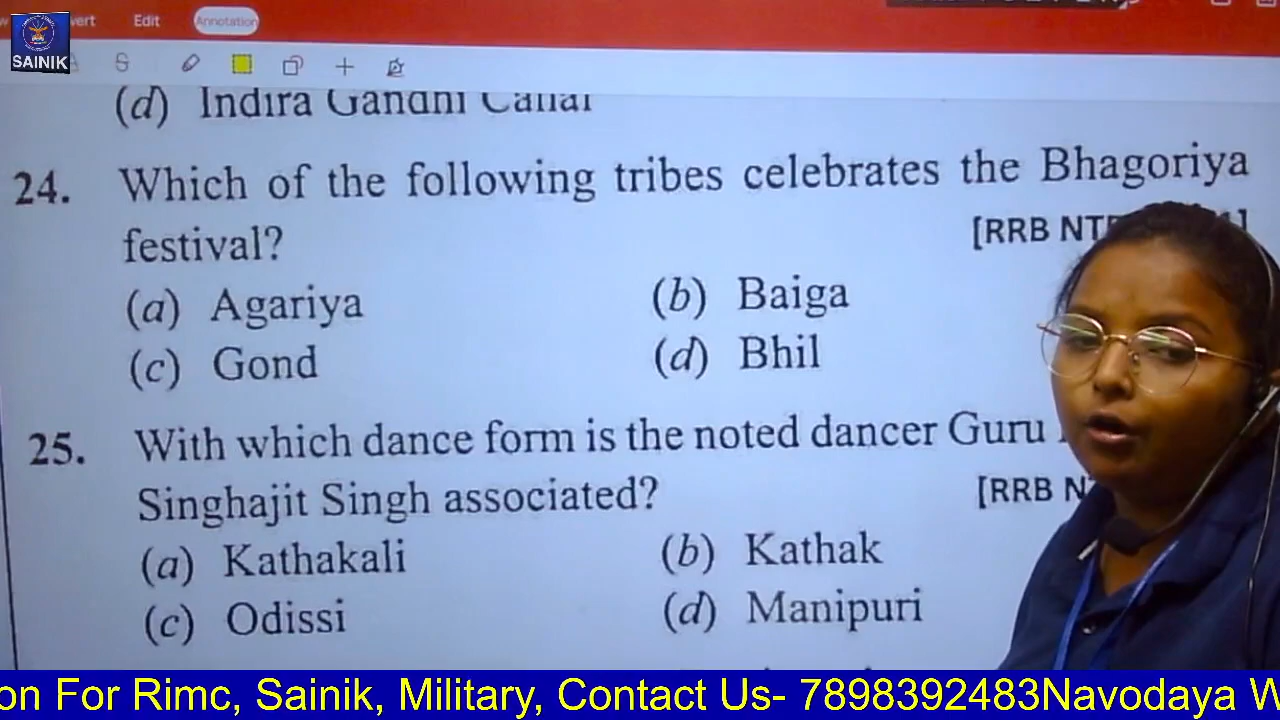 vert Edit Annotation
SAINIK
(d) Indira Gandhi Canal
24. Which of the following tribes celebrates the Bhagoriya
festival? [RRB NT
(a) Agariya (b) Baiga
(c) Gond (d) Bhil
25. With which dance form is the noted dancer Guru
Singhajit Singh associated? [RRB N
(a) Kathakali (b) Kathak
(c) Odissi (d) Manipuri
on For Rimc, Sainik, Military, Contact Us- 7898392483Navodaya W